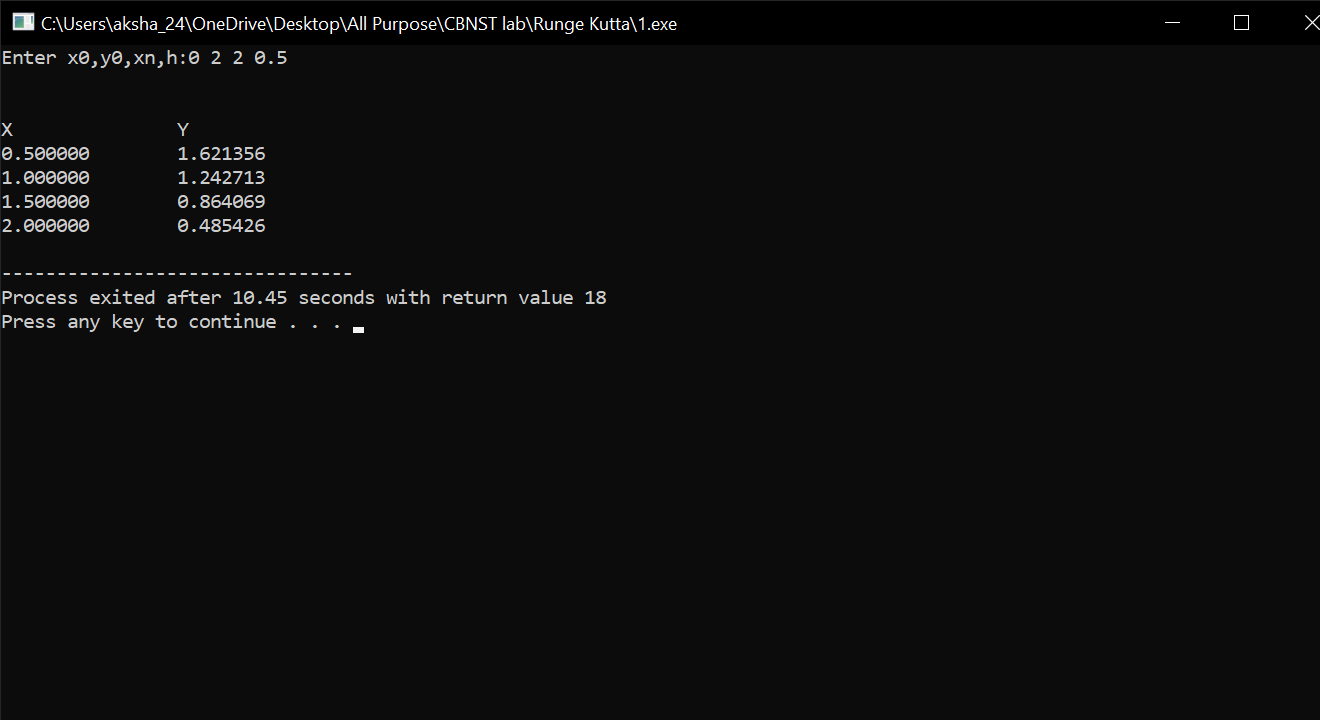 C:\Users\aksha_24\OneDrive\Desktop\All Purpose\CBNST lab\Runge Kutta\1.exe
Enter x0,y0,xn,h:0 2 2 0.5
X Y
0.500000 1.621356
1.000000 1.242713
1.500000 0.864069
2.000000 0.485426
--------------------------------
Process exited after 10.45 seconds with return value 18
Press any key to continue . . .